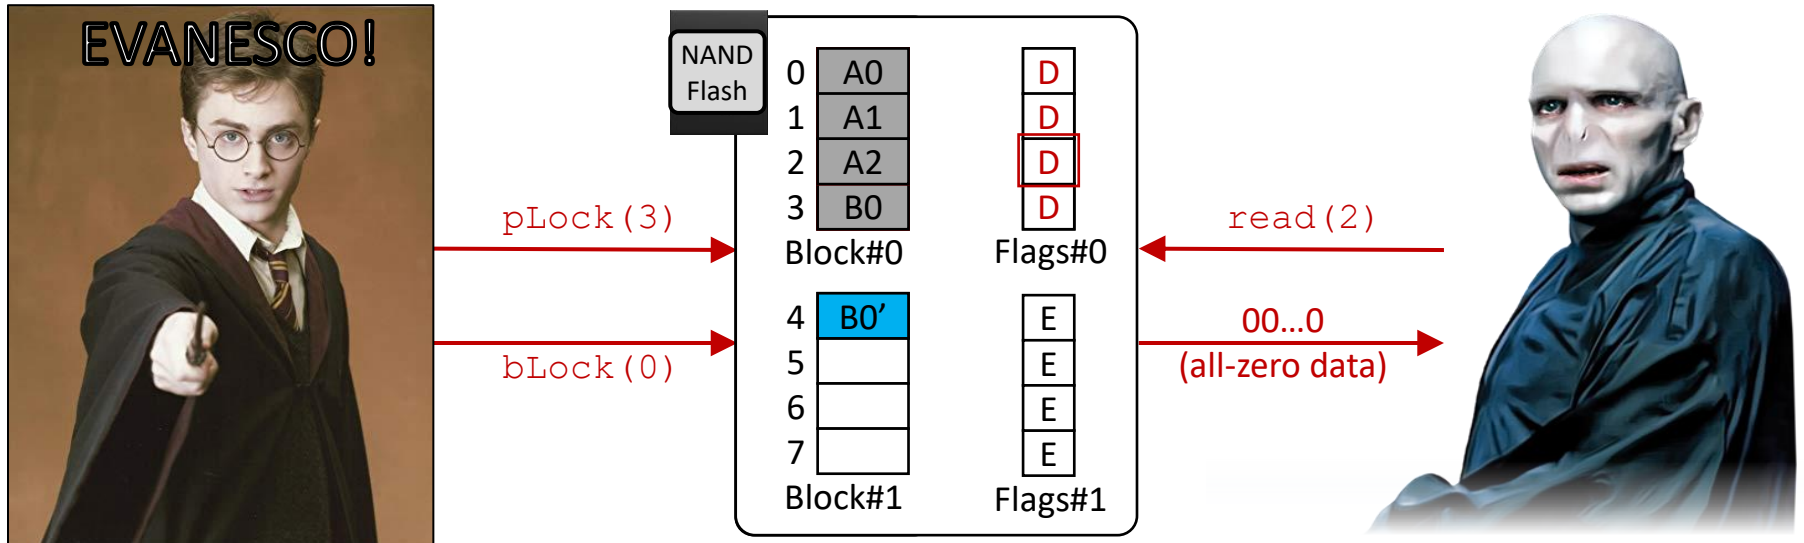 EVANESCO!
NAND
Flash
0 A0 D
1 A1 D
2 A2 D
3 B0 D
Block#0 Flags#0
4 B0’ E
5 E
6 E
7 E
Block#1 Flags#1
pLock(3)
bLock(0)
read(2)
00...0
(all-zero data)